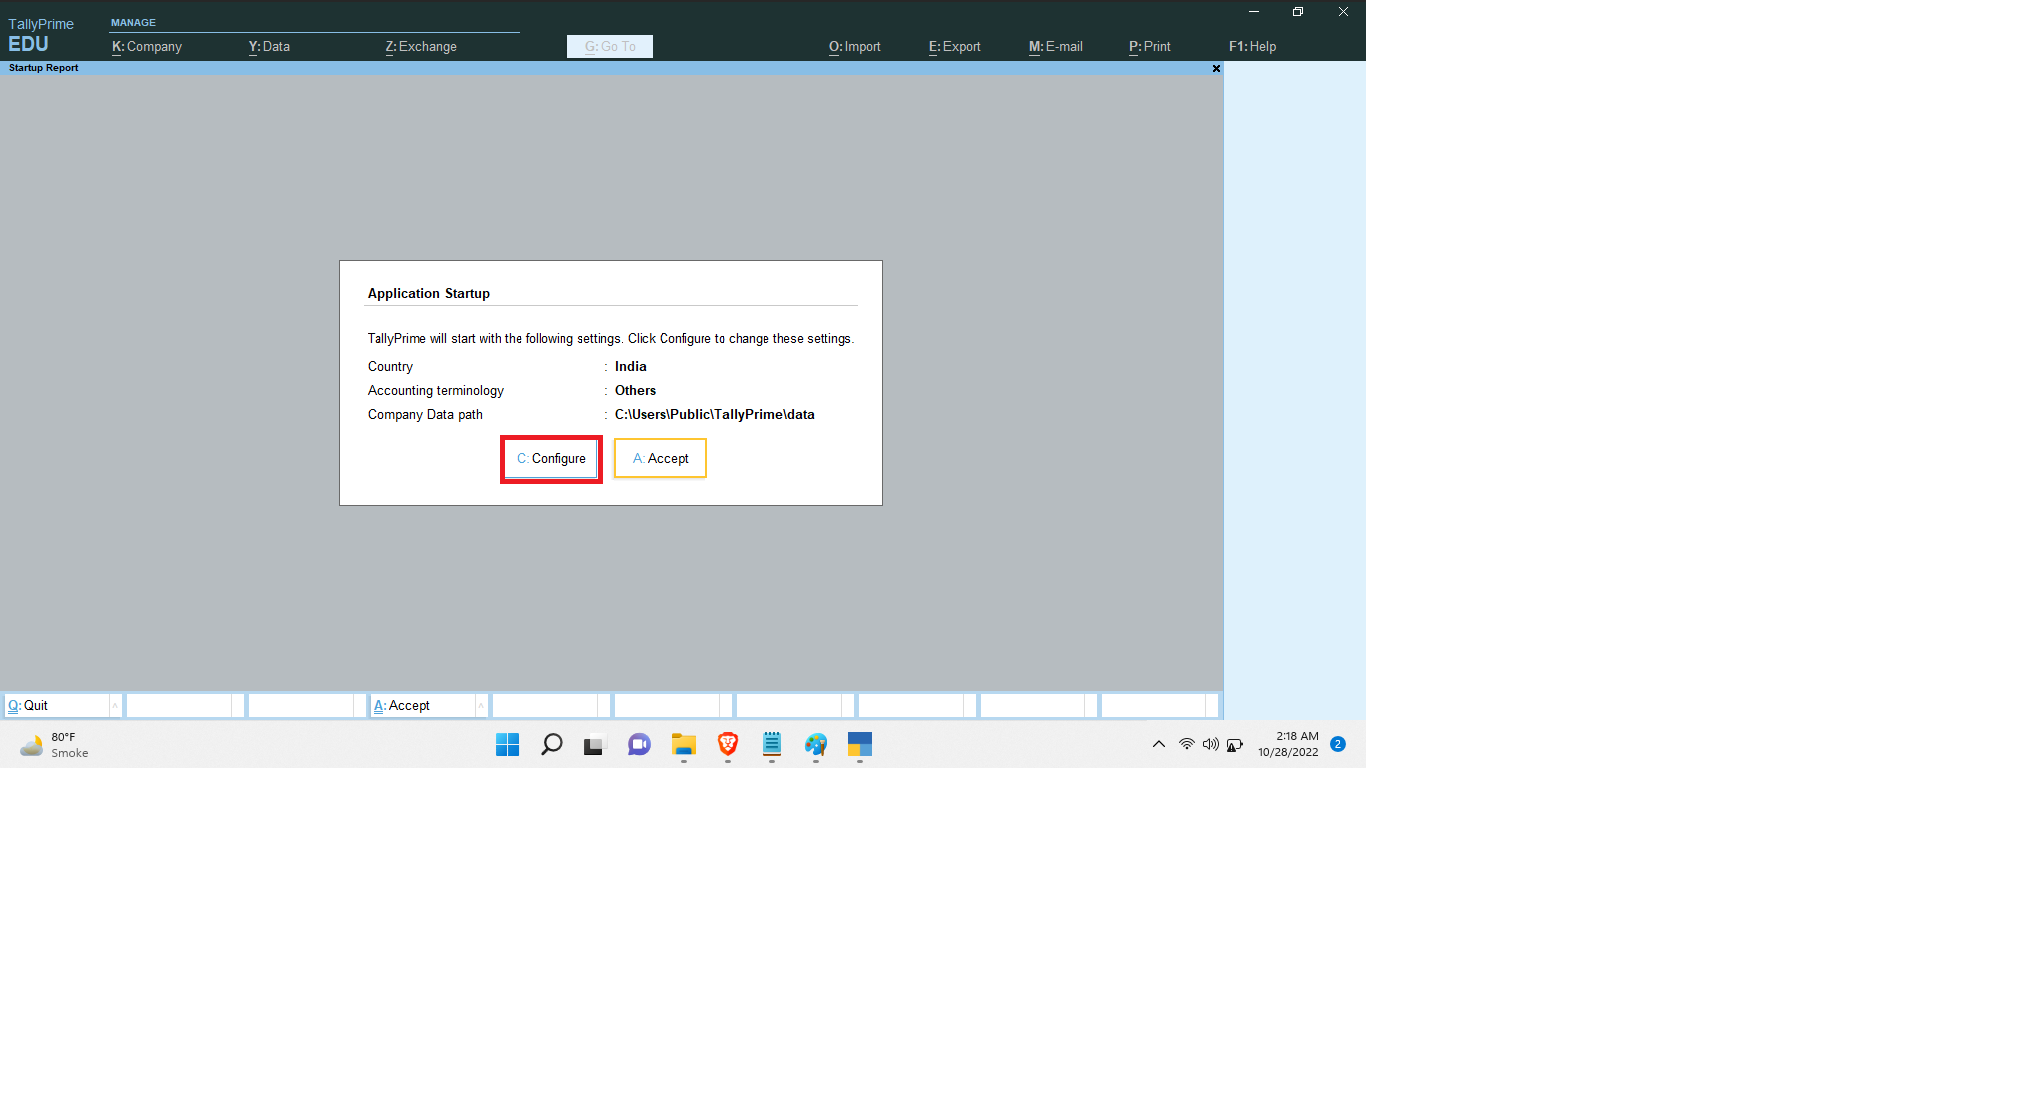 TallyPrime
EDU
MANAGE
K: Company Y: Data Z: Exchange G: Go To O: Import E: Export M: E-mail P: Print F1: Help
Startup Report
Application Startup
TallyPrime will start with the following settings. Click Configure to change these settings.
Country : India
Accounting terminology : Others
Company Data path : C:\Users\Public\TallyPrime\data
C: Configure A: Accept
Q: Quit A: Accept
80°F
Smoke
2:18 AM
10/28/2022
2